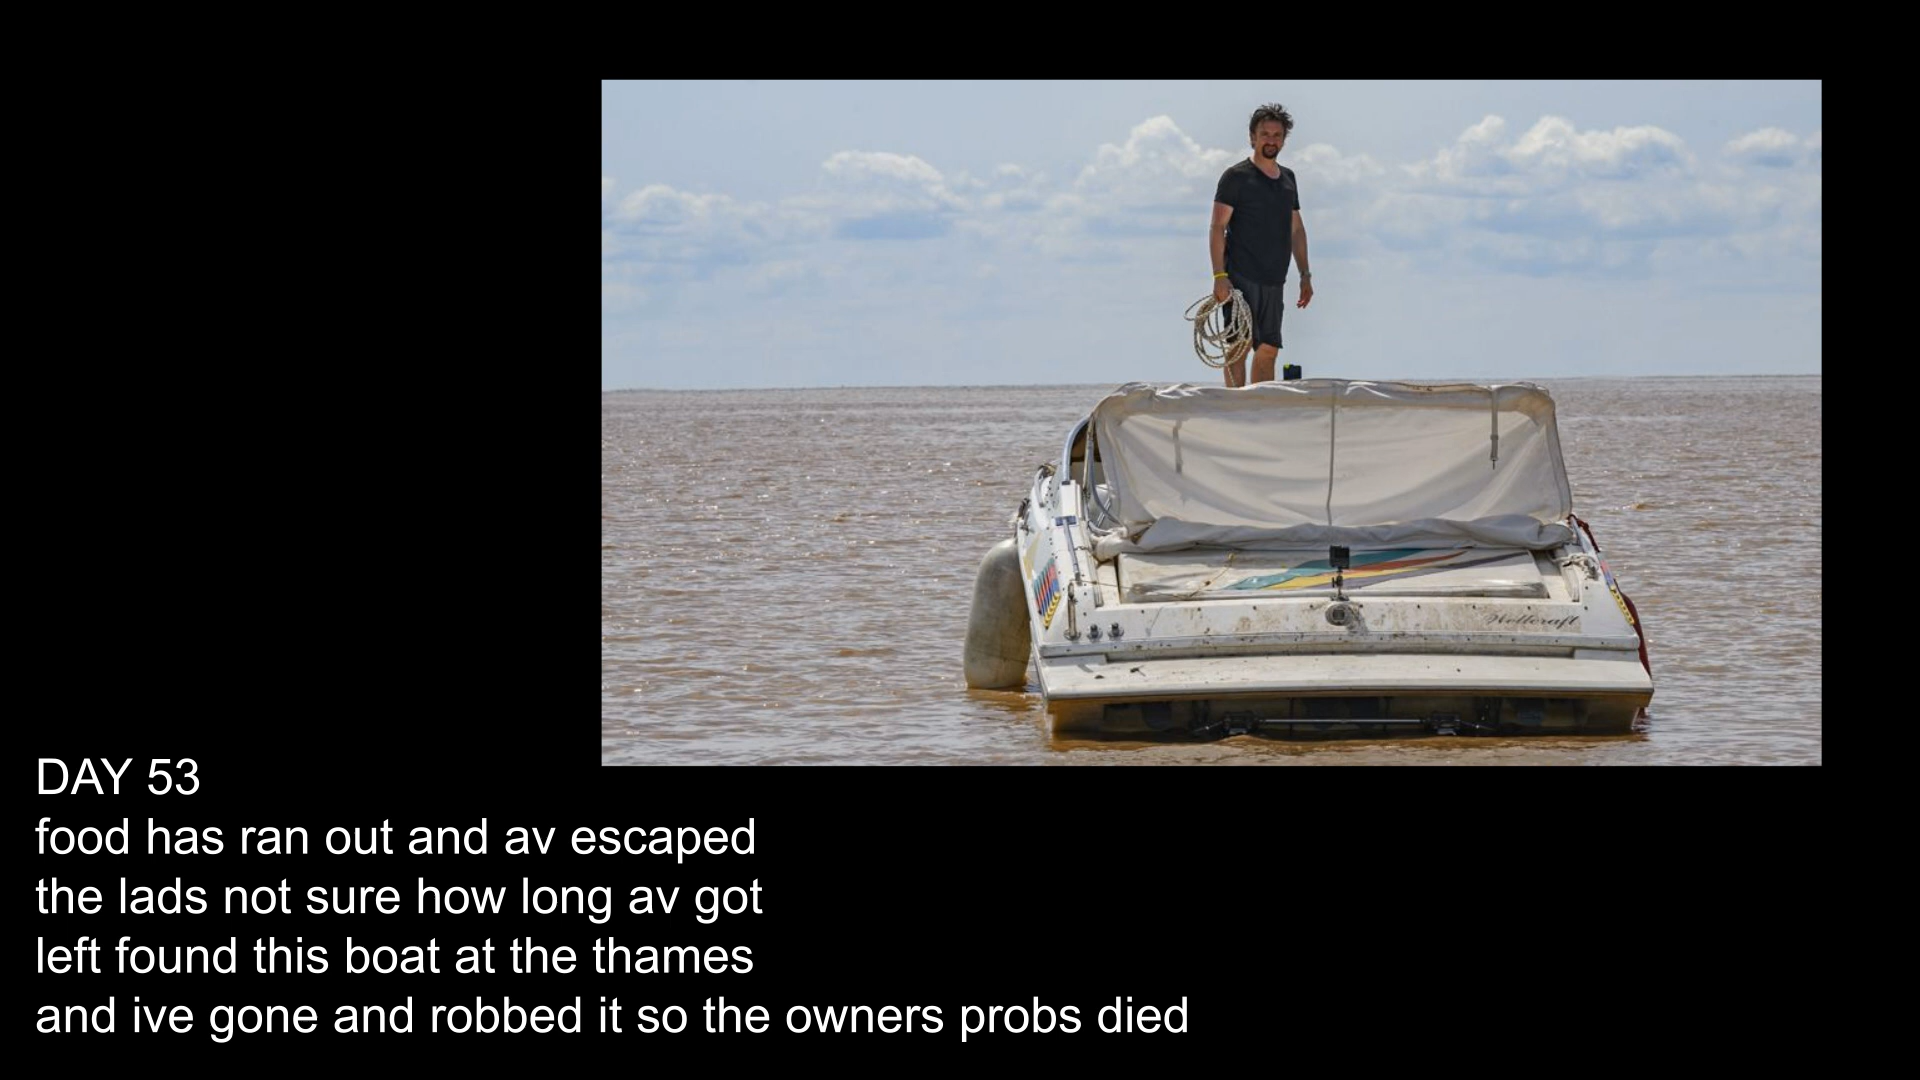 Wellcraft
DAY 53
food has ran out and av escaped
the lads not sure how long av got
left found this boat at the thames
and ive gone and robbed it so the owners probs died